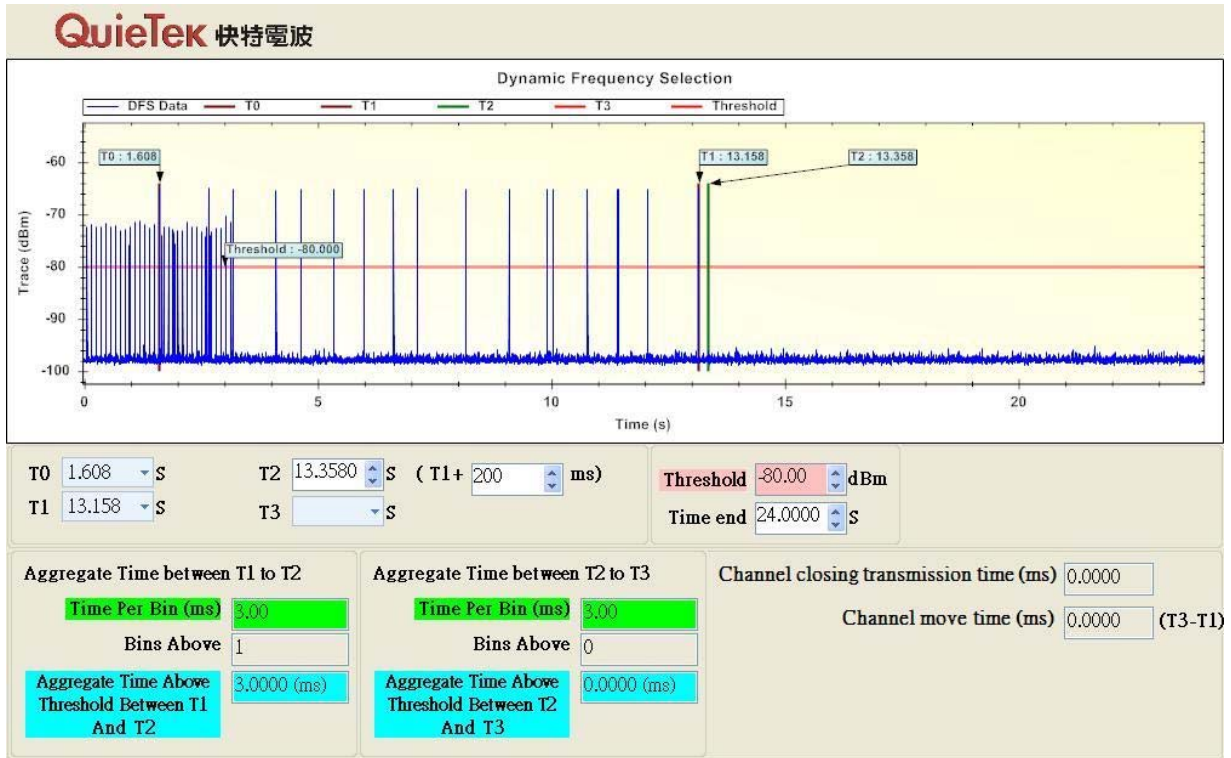 QuieTek 快特電波
Dynamic Frequency Selection
DFS Data T0 T1 T2 T3 Threshold
T0 : 1.608
T1 : 13.158
T2 : 13.358
Threshold : -80.000
Trace (dBm)
-60
-70
-80
-90
-100
0 5 10 15 20
Time (s)
T0 1.608 S T2 13.3580 S ( T1+ 200 ms) Threshold -80.00 dBm
T1 13.158 S T3 S Time end 24.0000 S
Aggregate Time between T1 to T2
Time Per Bin (ms) 3.00
Bins Above 1
Aggregate Time Above 3.0000 (ms)
Threshold Between T1
And T2
Aggregate Time between T2 to T3
Time Per Bin (ms) 3.00
Bins Above 0
Aggregate Time Above 0.0000 (ms)
Threshold Between T2
And T3
Channel closing transmission time (ms) 0.0000
Channel move time (ms) 0.0000 (T3-T1)